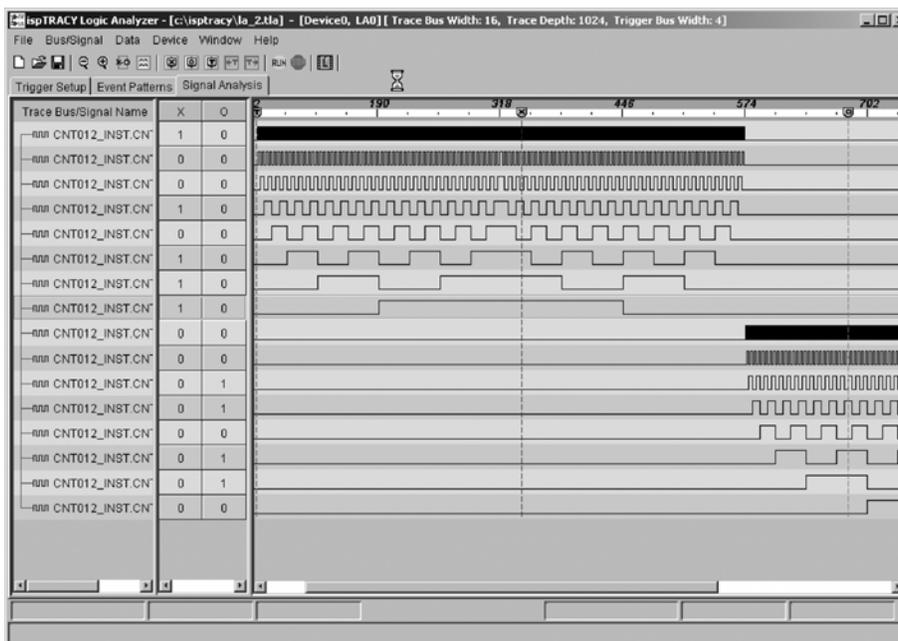 ispTRACY Logic Analyzer - [c:\isptracy\la_2.tla] - [Device0, LA0] [ Trace Bus Width: 16, Trace Depth: 1024, Trigger Bus Width: 4]
File Bus/Signal Data Device Window Help
RUN
Trigger Setup Event Patterns Signal Analysis
Trace Bus/Signal Name X O 2 190 318 446 574 702
CNT012_INST.CN 1 0
CNT012_INST.CN 0 0
CNT012_INST.CN 0 0
CNT012_INST.CN 1 0
CNT012_INST.CN 0 0
CNT012_INST.CN 1 0
CNT012_INST.CN 1 0
CNT012_INST.CN 1 0
CNT012_INST.CN 0 0
CNT012_INST.CN 0 0
CNT012_INST.CN 0 1
CNT012_INST.CN 0 1
CNT012_INST.CN 0 0
CNT012_INST.CN 0 1
CNT012_INST.CN 0 1
CNT012_INST.CN 0 0